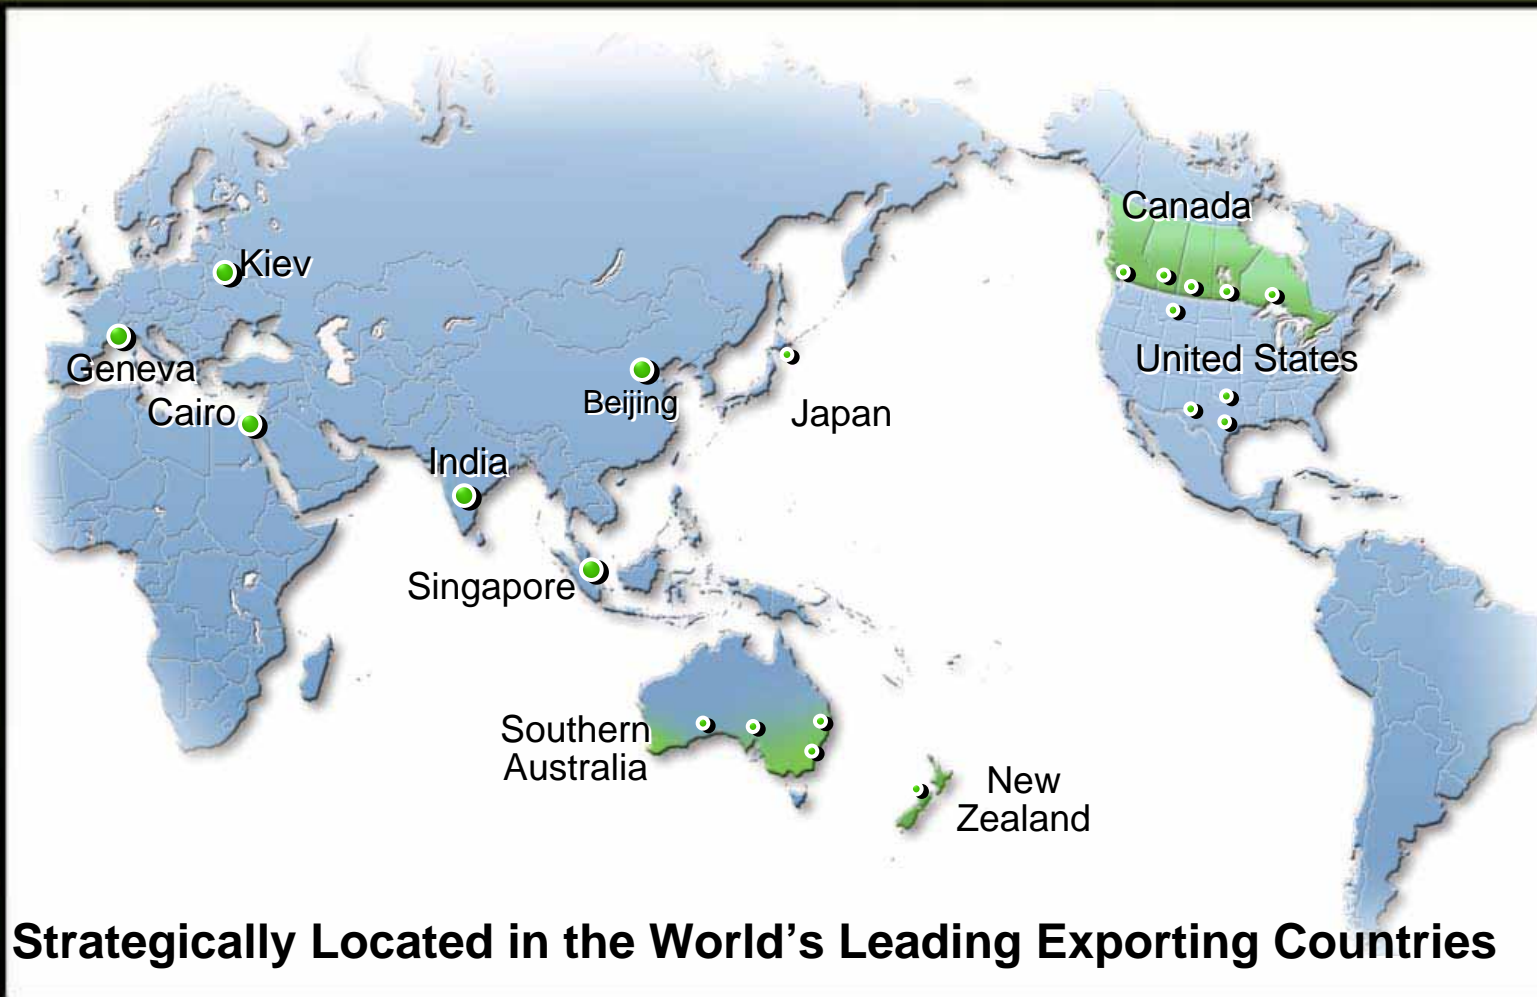 Canada
Kiev
United States
Geneva
Beijing
Cairo
Japan
India
Singapore
Southern
Australia
New
Zealand
Strategically Located in the World’s Leading Exporting Countries